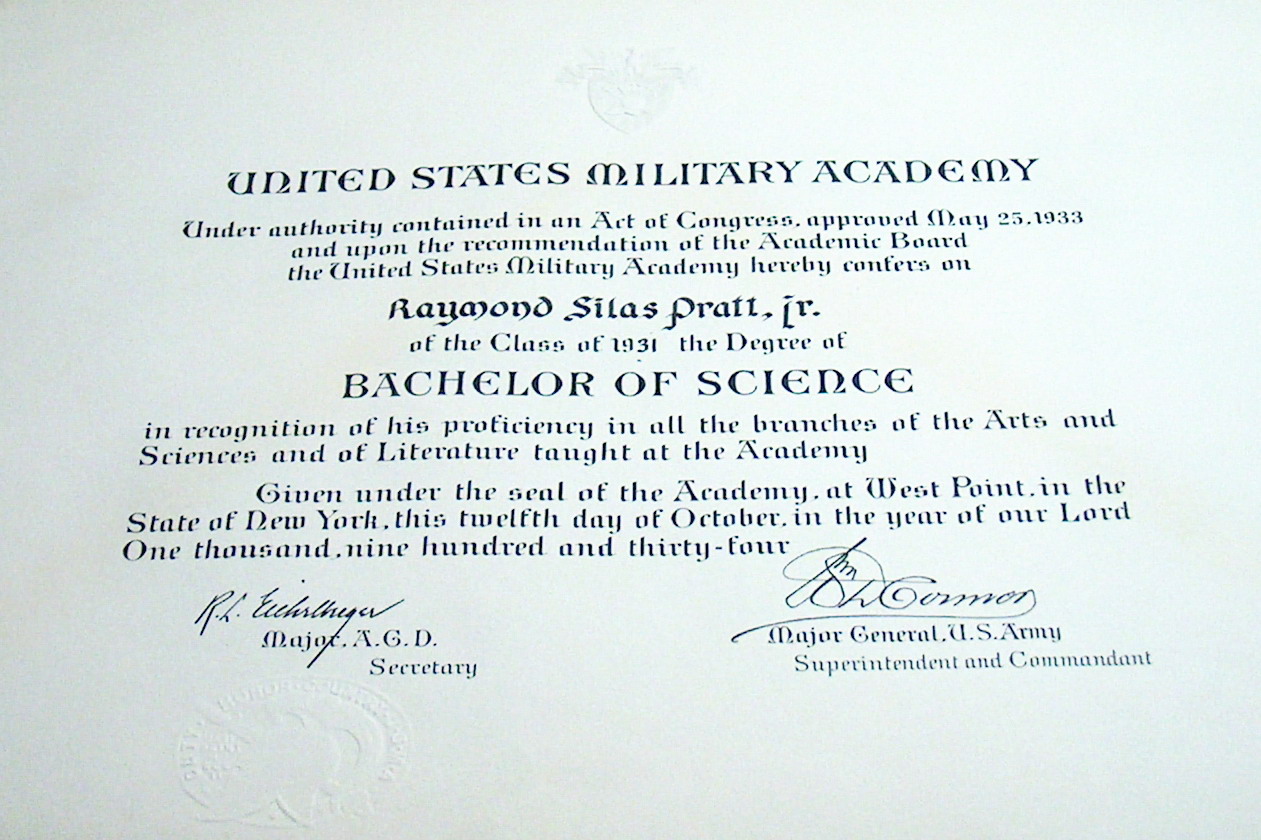 UNITED STATES MILITARY ACADEMY
Under authority contained in an Act of Congress, approved May 25, 1933
and upon the recommendation of the Academic Board
the United States Military Academy hereby confers on
Raymond Silas Pratt, Jr.
of the Class of 1931 the Degree of
BACHELOR OF SCIENCE
in recognition of his proficiency in all the branches of the Arts and
Sciences and of Literature taught at the Academy
Given under the seal of the Academy, at West Point, in the
State of New York, this twelfth day of October, in the year of our Lord
One thousand, nine hundred and thirty-four
R.L. Eichelberger
Wm D Connor
Major, A.G.D.
Major General, U.S. Army
Secretary
Superintendent and Commandant